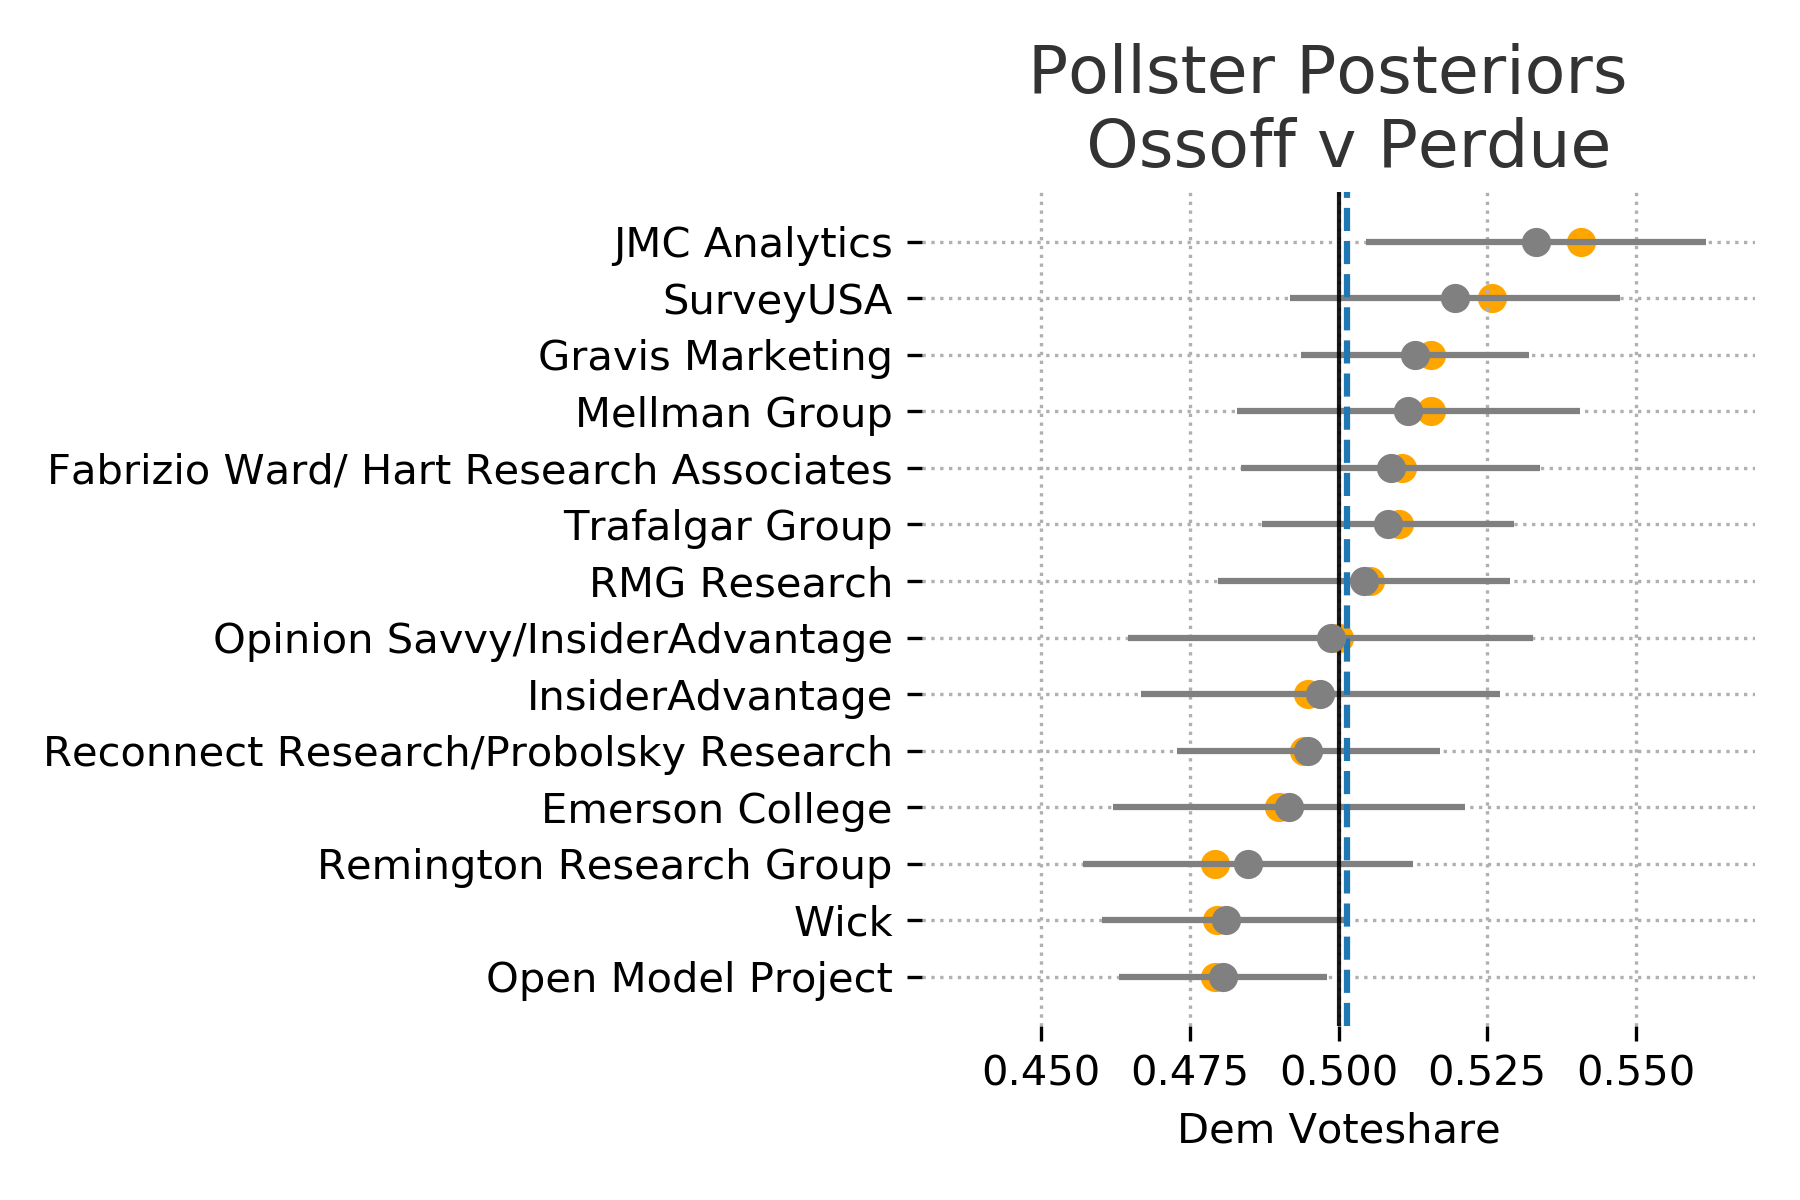 Pollster Posteriors
Ossoff v Perdue
JMC Analytics
SurveyUSA
Gravis Marketing
Mellman Group
Fabrizio Ward/ Hart Research Associates
Trafalgar Group
RMG Research
Opinion Savvy/InsiderAdvantage
InsiderAdvantage
Reconnect Research/Probolsky Research
Emerson College
Remington Research Group
Wick
Open Model Project
0.450 0.475 0.500 0.525 0.550
Dem Voteshare